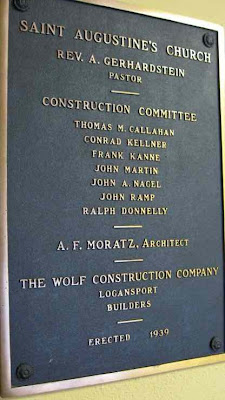 SAINT AUGUSTINE'S CHURCH
REV. A. GERHARDSTEIN
PASTOR
CONSTRUCTION COMMITTEE
THOMAS M. CALLAHAN
CONRAD KELLNER
FRANK KANNE
JOHN MARTIN
JOHN A. NAGEL
JOHN RAMP
RALPH DONNELLY
A. F. MORATZ, ARCHITECT
THE WOLF CONSTRUCTION COMPANY
LOGANSPORT
BUILDERS
ERECTED 1939